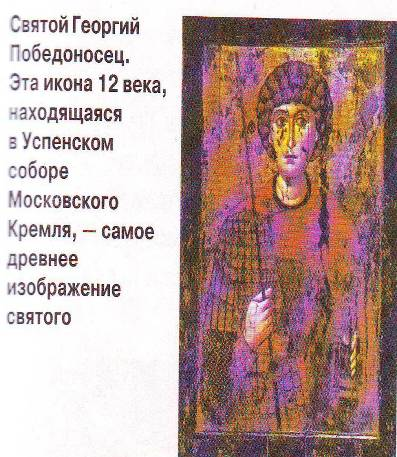 Святой Георгий
Победоносец.
Эта икона 12 века,
находящаяся
в Успенском
соборе
Московского
Кремля, – самое
древнее
изображение
святого